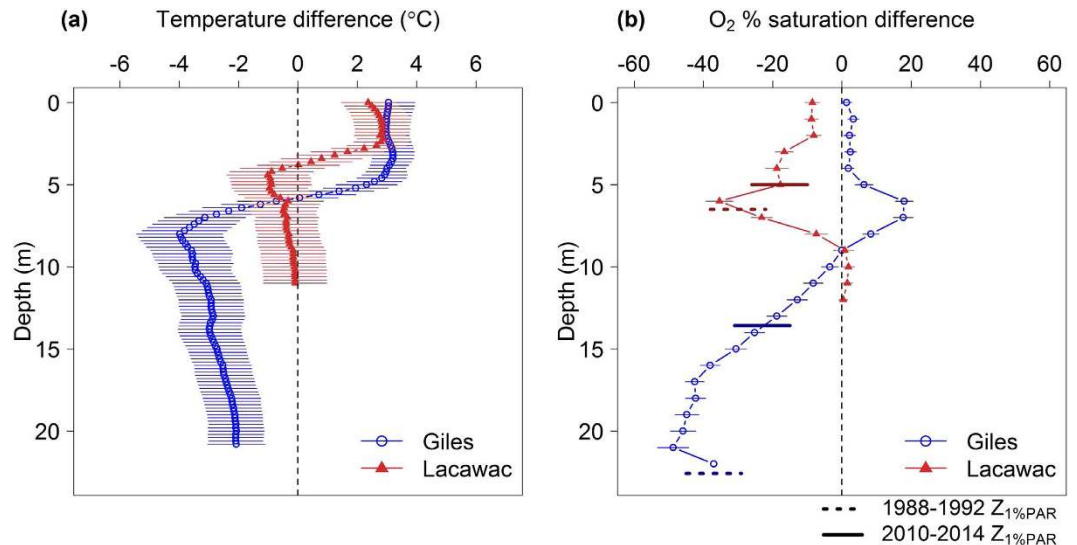 (a) Temperature difference (°C)
-6 -4 -2 0 2 4 6
Depth (m)
0
5
10
15
20
Giles
Lacawac
(b) O2 % saturation difference
-60 -40 -20 0 20 40 60
Depth (m)
0
5
10
15
20
Giles
Lacawac
1988-1992 Z1%PAR
2010-2014 Z1%PAR